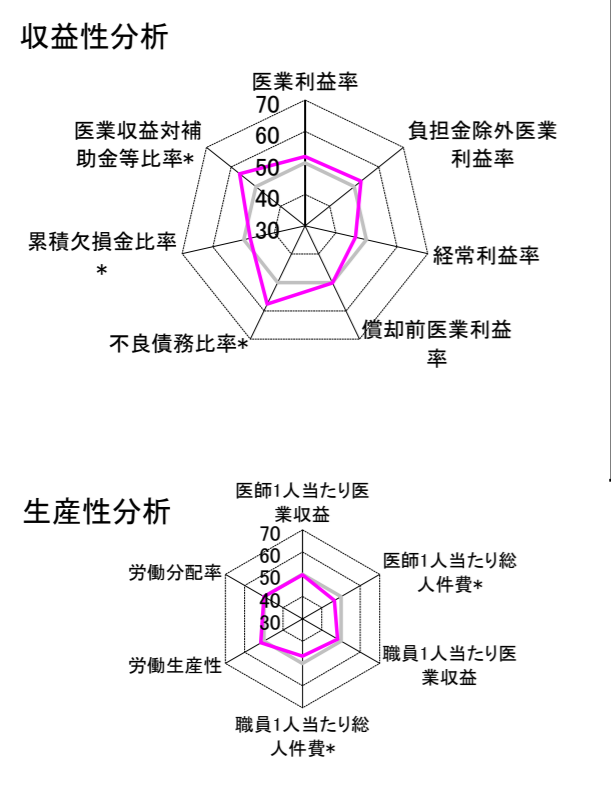 収益性分析
医業利益率
70
60
50
40
30
負担金除外医業
利益率
経常利益率
償却前医業利益
率
不良債務比率*
累積欠損金比率
*
医業収益対補
助金等比率*
生産性分析
医師1人当たり医
業収益
70
60
50
40
30
医師1人当たり総
人件費*
職員1人当たり医
業収益
職員1人当たり総
人件費*
労働生産性
労働分配率